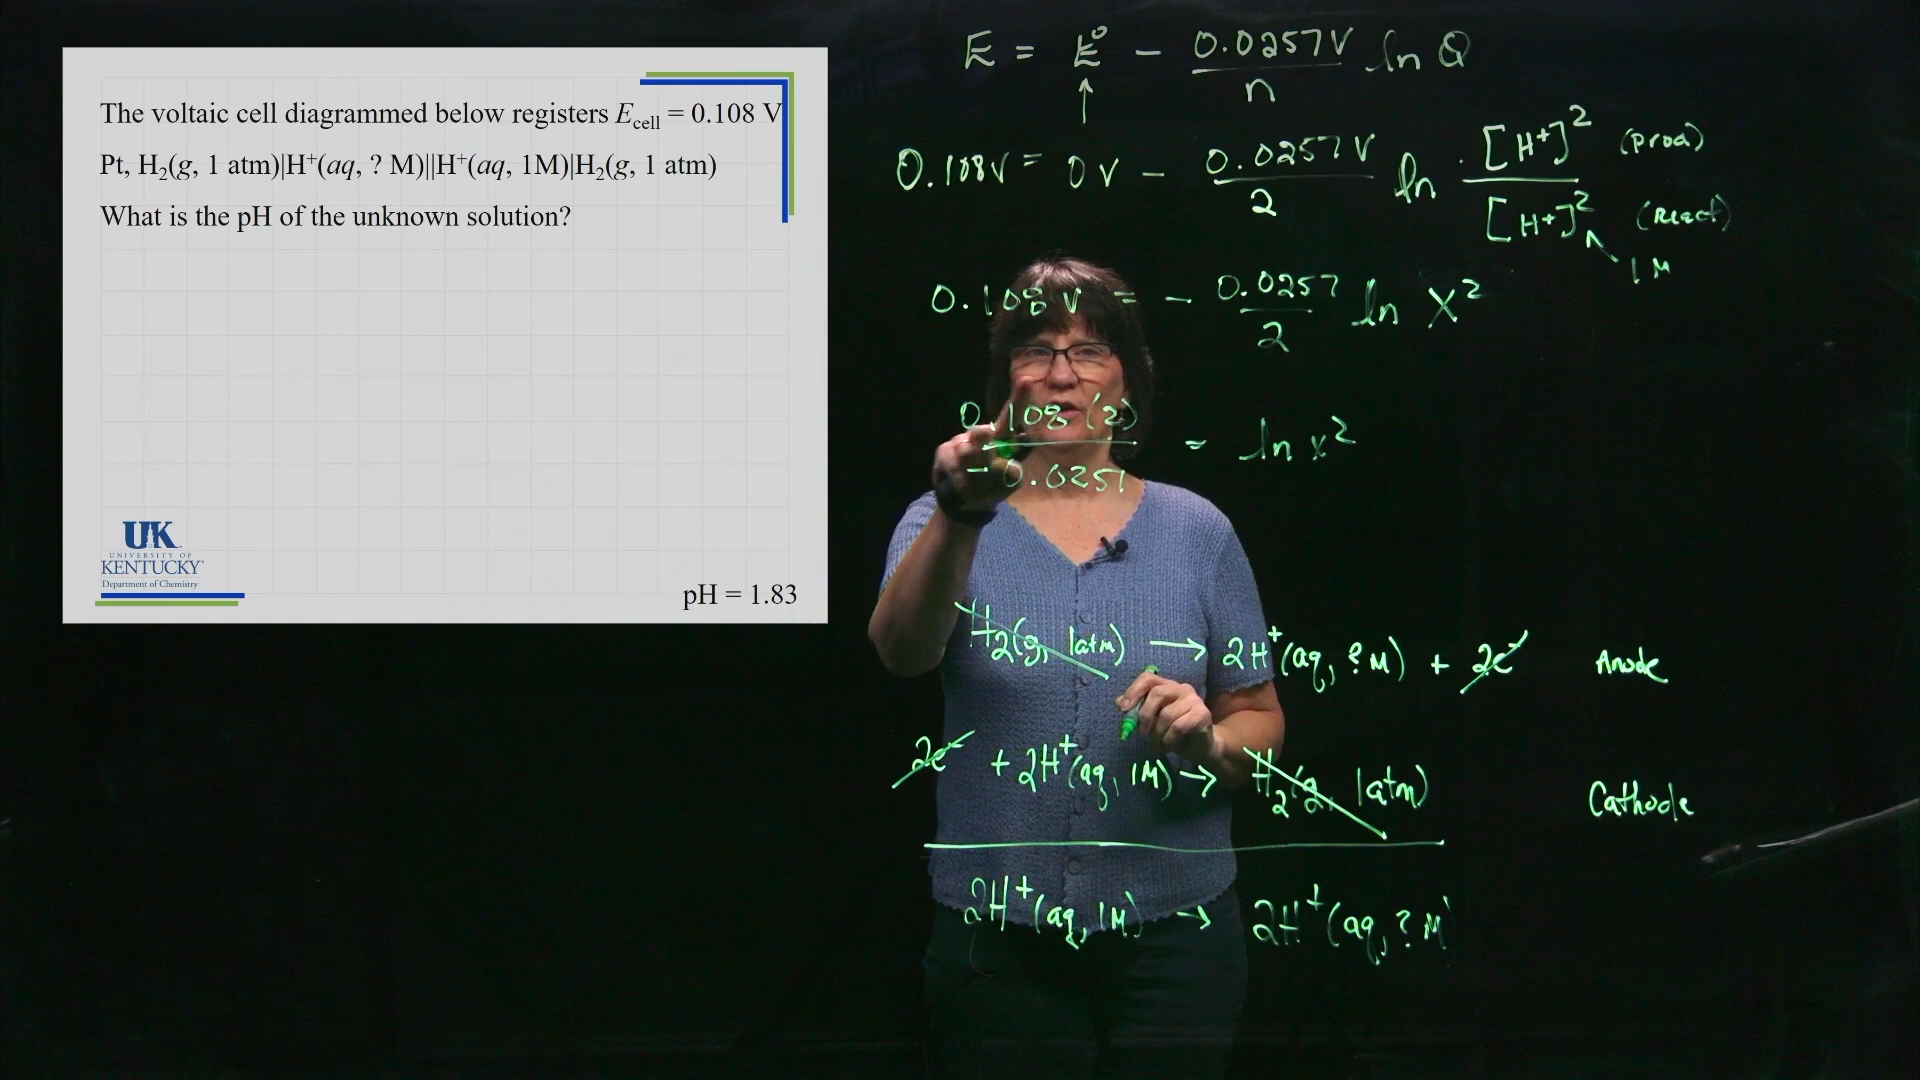 The voltaic cell diagrammed below registers Ecell = 0.108 V
Pt, H₂(g, 1 atm)|H⁺(aq, ? M)||H⁺(aq, 1M)|H₂(g, 1 atm)
What is the pH of the unknown solution?
UK
UNIVERSITY OF
KENTUCKY
Department of Chemistry
pH = 1.83
E = E° − 0.0257V/n ln Q
↑
0.108V = 0V − 0.0257V/2 ln [H⁺]² (prod) / [H⁺]² (react)
1M
0.108V = − 0.0257/2 ln X²
0.108(2)/−0.0257 = ln x²
H₂(g, 1atm) → 2H⁺(aq, ?M) + 2e⁻ Anode
2e⁻ + 2H⁺(aq, 1M) → H₂(g, 1atm) Cathode
2H⁺(aq, 1M) → 2H⁺(aq, ?M)